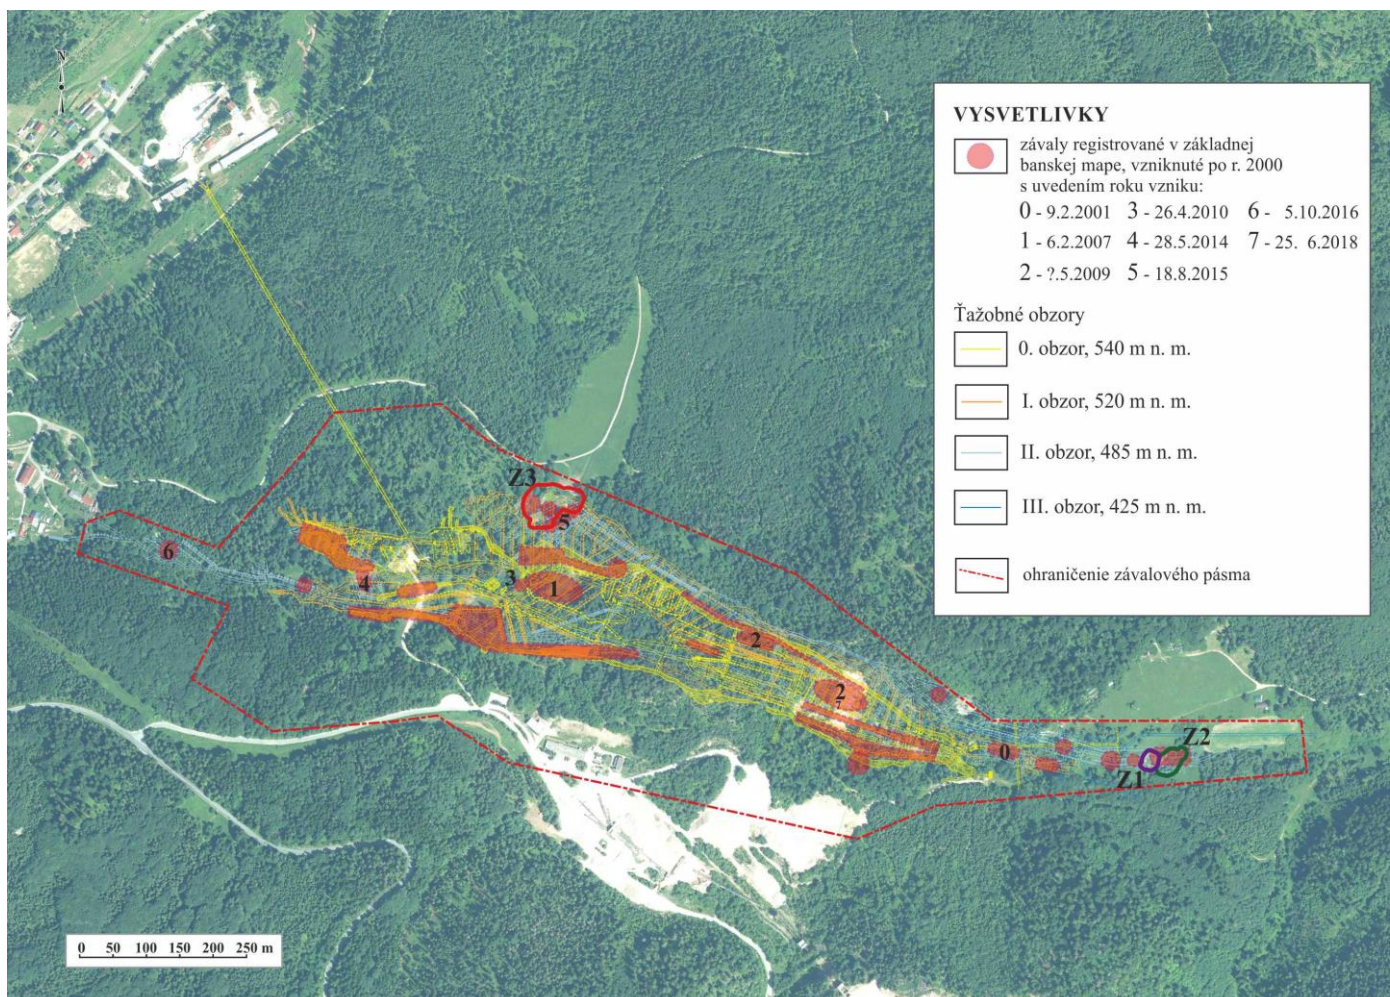 N
VYSVETLIVKY
závaly registrované v základnej
banskej mape, vzniknuté po r. 2000
s uvedením roku vzniku:
0 - 9.2.2001 3 - 26.4.2010 6 - 5.10.2016
1 - 6.2.2007 4 - 28.5.2014 7 - 25. 6.2018
2 - ?.5.2009 5 - 18.8.2015
Ťažobné obzory
0. obzor, 540 m n. m.
I. obzor, 520 m n. m.
II. obzor, 485 m n. m.
III. obzor, 425 m n. m.
ohraničenie závalového pásma
Z3
5
6
4
3
1
2
2
7
0
Z2
Z1
0 50 100 150 200 250 m